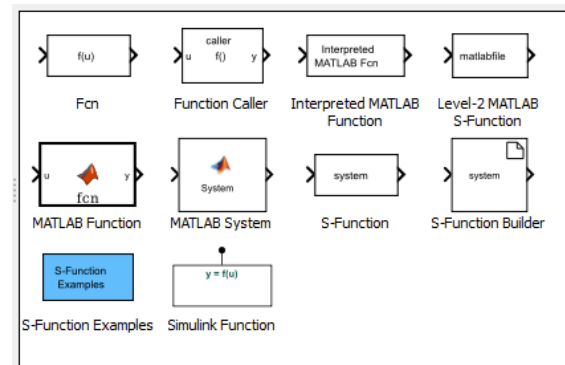 f(u)
Fcn
caller
u f() y
Function Caller
Interpreted
MATLAB Fcn
Interpreted MATLAB
Function
matlabfile
Level-2 MATLAB
S-Function
u y
fcn
MATLAB Function
System
MATLAB System
system
S-Function
system
S-Function Builder
S-Function
Examples
S-Function Examples
y = f(u)
Simulink Function